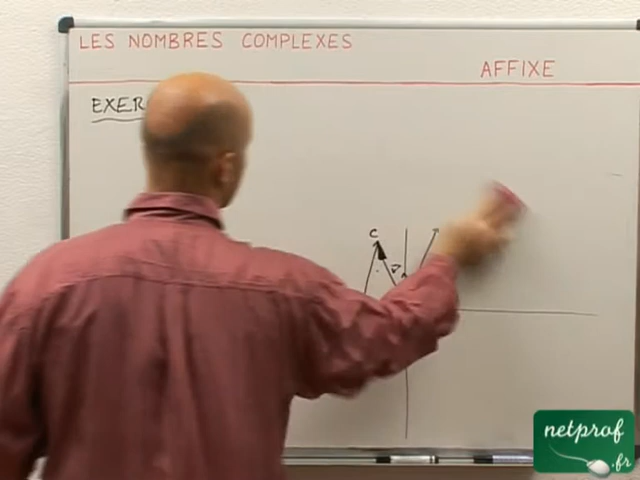 LES NOMBRES COMPLEXES
AFFIXE
EXER
C
netprof
.fr